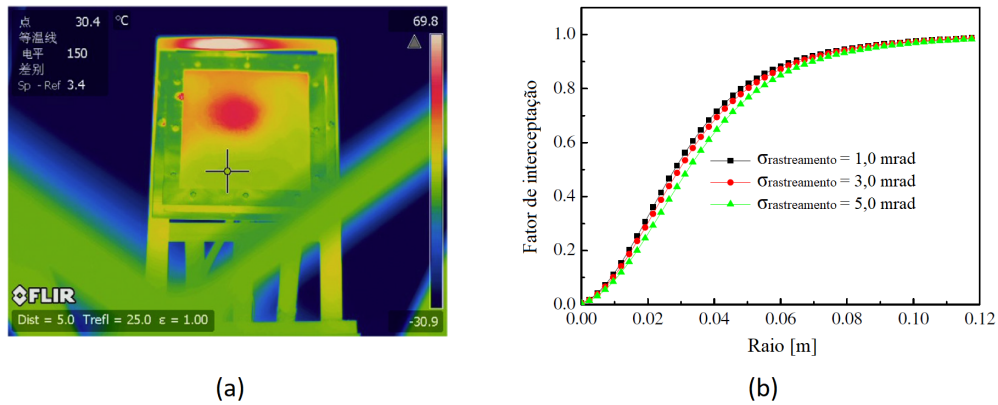 点 30.4 ℃
等温线
电平 150
差别
Sp - Ref 3.4
69.8
FLIR
Dist = 5.0 Trefl = 25.0 ε = 1.00
-30.9
(a)
1.0
0.8
0.6
0.4
0.2
0.0
Fator de interceptação
σrastreamento = 1,0 mrad
σrastreamento = 3,0 mrad
σrastreamento = 5,0 mrad
0.00 0.02 0.04 0.06 0.08 0.10 0.12
Raio [m]
(b)